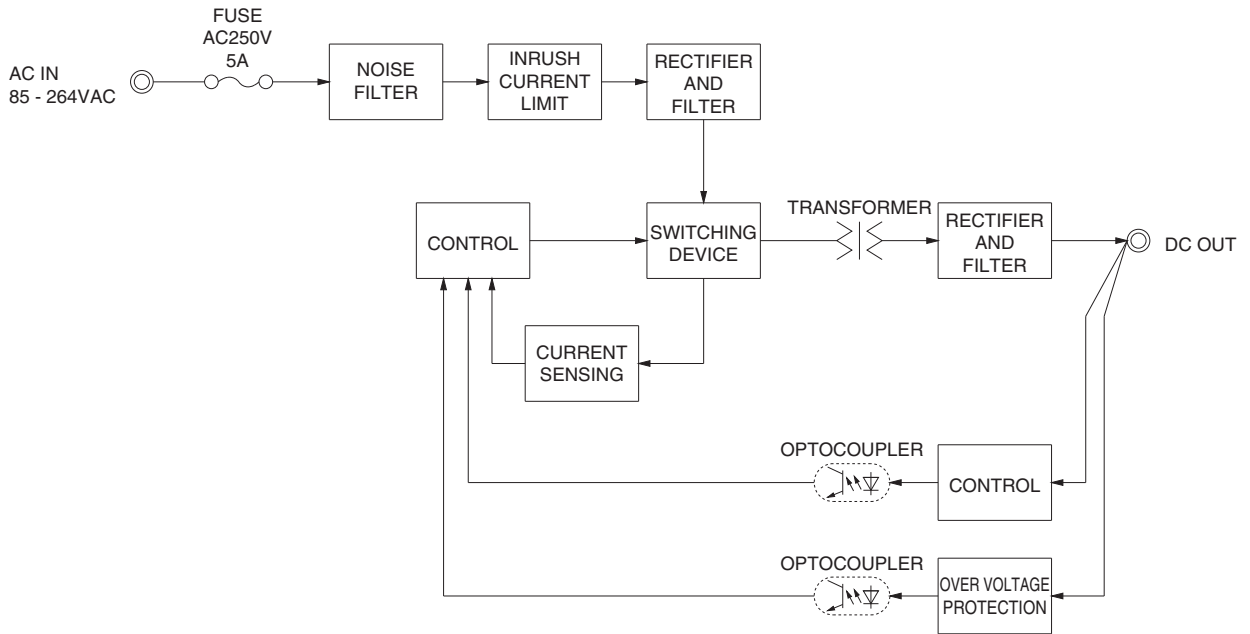 FUSE
AC250V
5A
AC IN
85 - 264VAC
NOISE
FILTER
INRUSH
CURRENT
LIMIT
RECTIFIER
AND
FILTER
CONTROL
SWITCHING
DEVICE
TRANSFORMER
RECTIFIER
AND
FILTER
DC OUT
CURRENT
SENSING
OPTOCOUPLER
CONTROL
OPTOCOUPLER
OVER VOLTAGE
PROTECTION